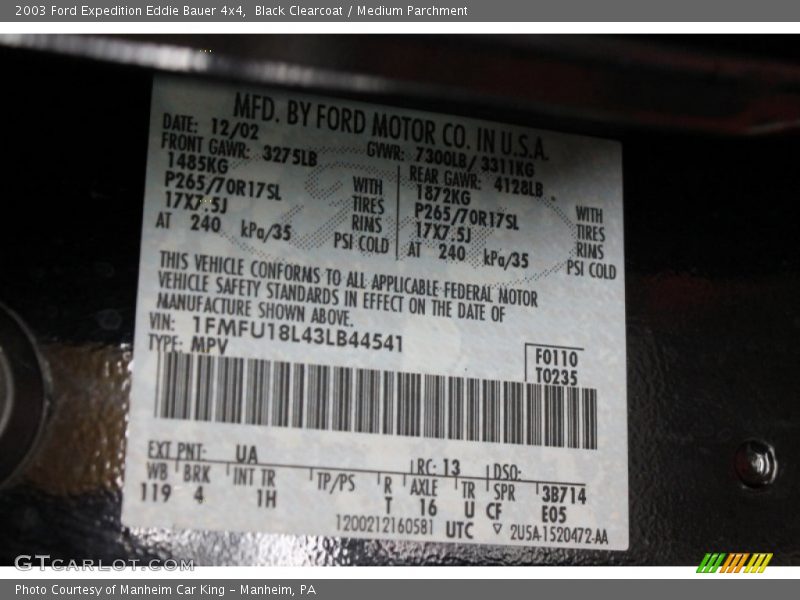 2003 Ford Expedition Eddie Bauer 4x4, Black Clearcoat / Medium Parchment
MFD. BY FORD MOTOR CO. IN U.S.A.
DATE: 12/02 GVWR: 7300LB/ 3311KG
FRONT GAWR: 3275LB REAR GAWR: 4128LB
1485KG WITH 1872KG WITH
P265/70R17SL TIRES P265/70R17SL TIRES
17X7.5J RIMS 17X7.5J RIMS
AT 240 kPa/35 PSI COLD AT 240 kPa/35 PSI COLD
THIS VEHICLE CONFORMS TO ALL APPLICABLE FEDERAL MOTOR
VEHICLE SAFETY STANDARDS IN EFFECT ON THE DATE OF
MANUFACTURE SHOWN ABOVE.
VIN: 1FMFU18L43LB44541
TYPE: MPV
F0110
T0235
EXT PNT: UA RC: 13 DSO:
WB BRK INT TR TP/PS R AXLE TR SPR 3B714
119 4 1H T 16 U CF E05
1200212160581 UTC ▽ 2U5A-1520472-AA
GTCARLOT.COM
Photo Courtesy of Manheim Car King – Manheim, PA